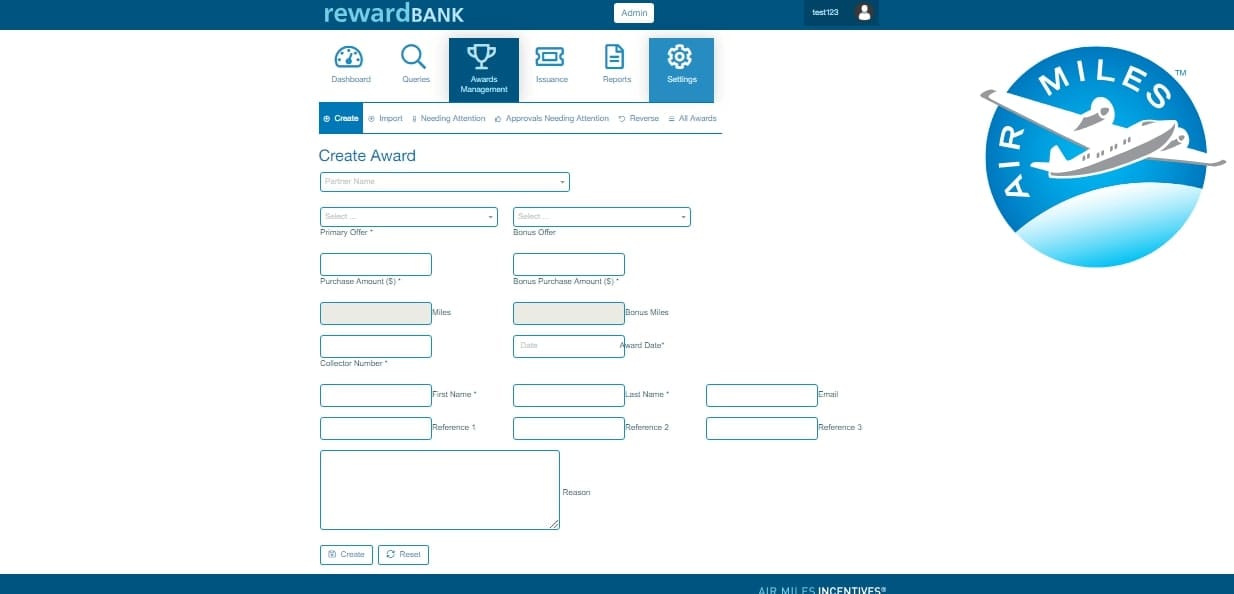 rewardBANK
Admin
test123
Dashboard
Queries
Awards
Management
Issuance
Reports
Settings
Create
Import
Needing Attention
Approvals Needing Attention
Reverse
All Awards
AIR MILES TM
Create Award
Partner Name
Select ...
Select ...
Primary Offer *
Bonus Offer
Purchase Amount ($) *
Bonus Purchase Amount ($) *
Miles
Bonus Miles
Date
Award Date*
Collector Number *
First Name *
Last Name *
Email
Reference 1
Reference 2
Reference 3
Reason
Create
Reset
AIR MILES INCENTIVES®